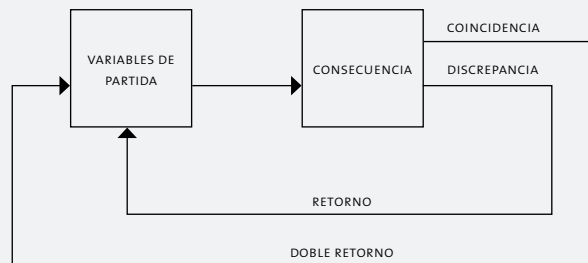 COINCIDENCIA
VARIABLES DE
PARTIDA
CONSECUENCIA
DISCREPANCIA
RETORNO
DOBLE RETORNO